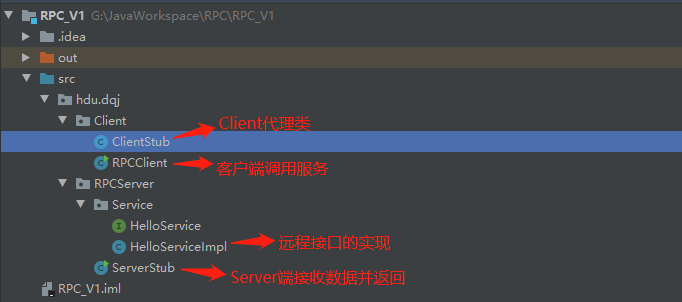 RPC_V1 G:\JavaWorkspace\RPC\RPC_V1
.idea
out
src
hdu.dqj
Client
Client代理类
ClientStub
RPCClient
客户端调用服务
RPCServer
Service
HelloService
HelloServiceImpl
远程接口的实现
ServerStub
Server端接收数据并返回
RPC_V1.iml